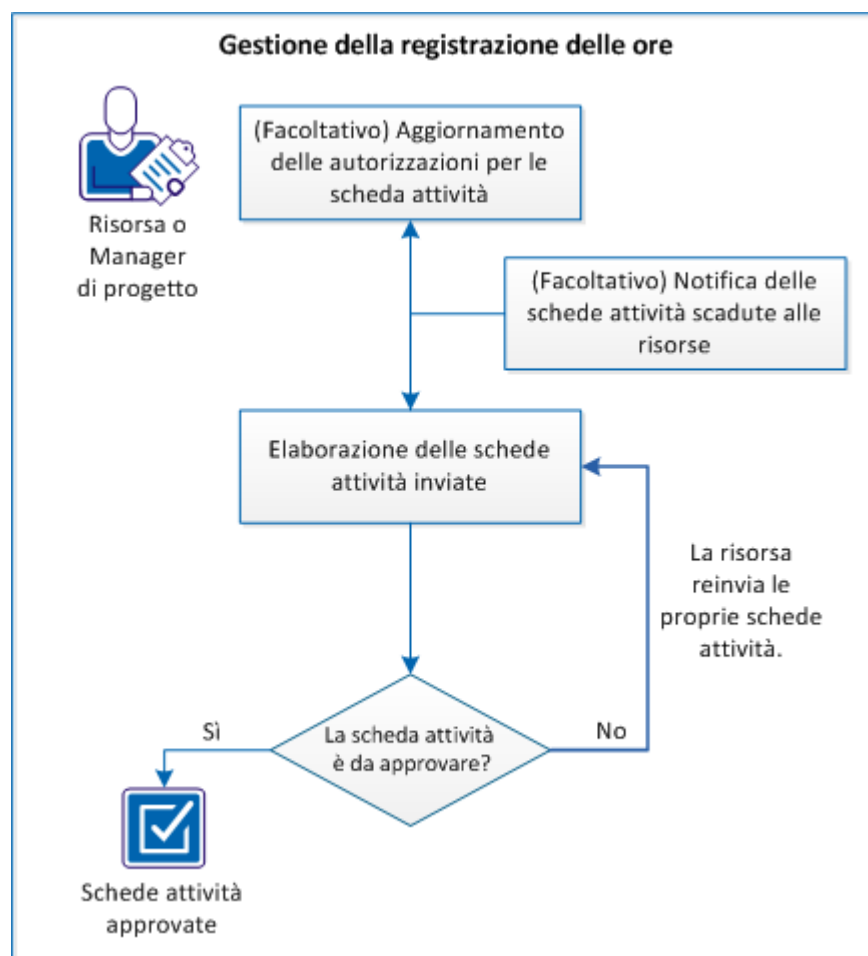 Gestione della registrazione delle ore
(Facoltativo) Aggiornamento
delle autorizzazioni per le
scheda attività
Risorsa o
Manager
di progetto
(Facoltativo) Notifica delle
schede attività scadute alle
risorse
Elaborazione delle schede
attività inviate
La risorsa
reinvia le
proprie schede
attività.
La scheda attività
è da approvare?
Sì
No
Schede attività
approvate